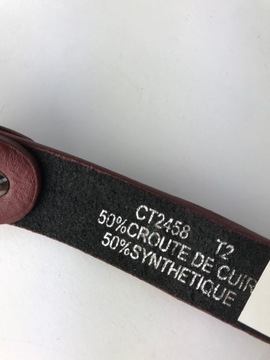 CT2458 T2
50%CROUTE DE CUIR
50%SYNTHETIQUE